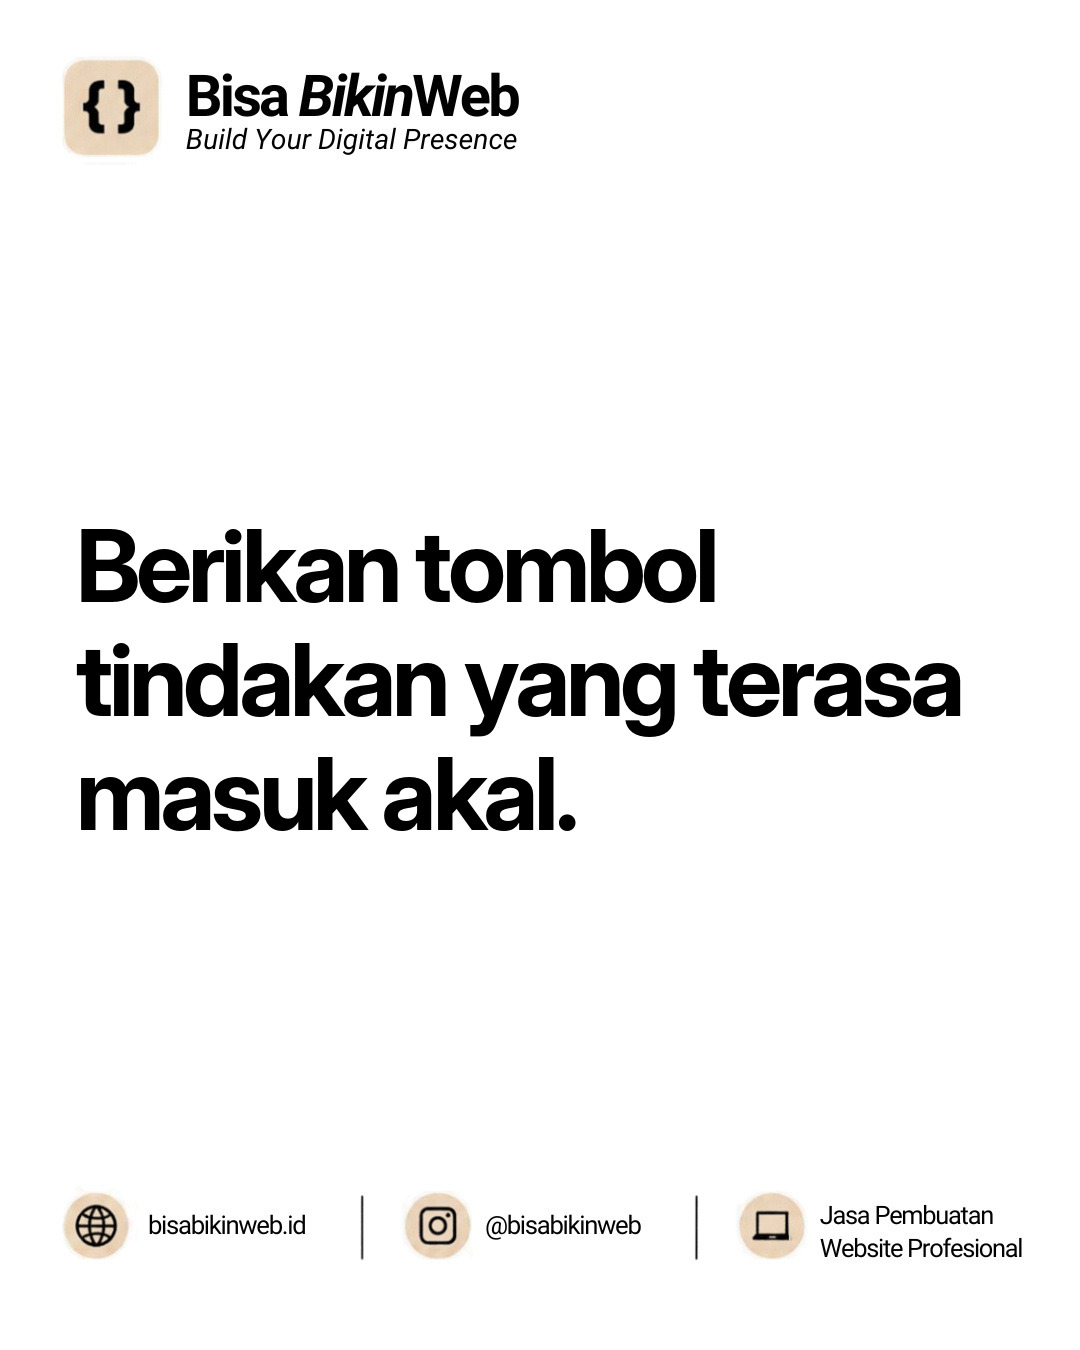 { }
Bisa BikinWeb
Build Your Digital Presence
Berikan tombol
tindakan yang terasa
masuk akal.
bisabikinweb.id
@bisabikinweb
Jasa Pembuatan
Website Profesional